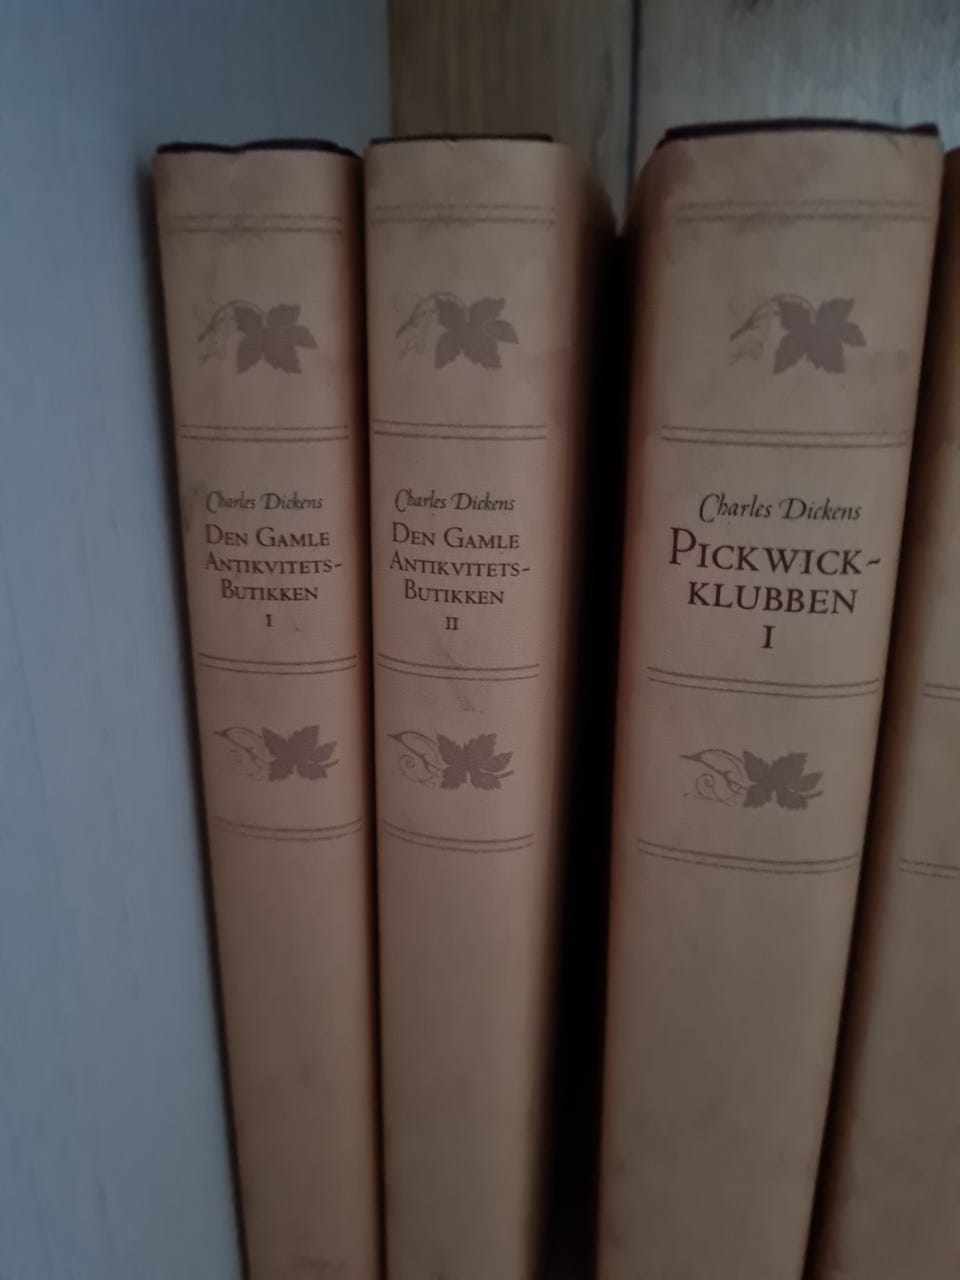 Charles Dickens
DEN GAMLE
ANTIKVITETS-
BUTIKKEN
I
Charles Dickens
DEN GAMLE
ANTIKVITETS-
BUTIKKEN
II
Charles Dickens
PICKWICK-
KLUBBEN
I